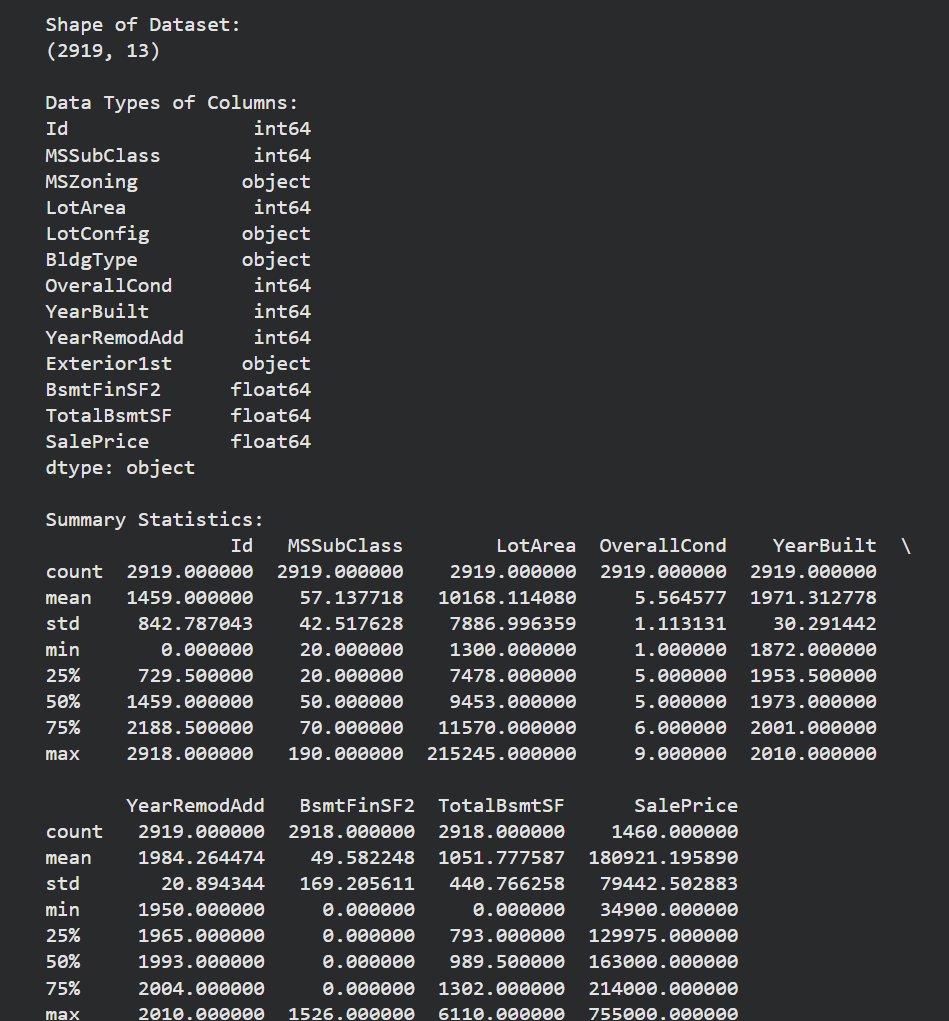 Shape of Dataset:
(2919, 13)
Data Types of Columns:
Id int64
MSSubClass int64
MSZoning object
LotArea int64
LotConfig object
BldgType object
OverallCond int64
YearBuilt int64
YearRemodAdd int64
Exterior1st object
BsmtFinSF2 float64
TotalBsmtSF float64
SalePrice float64
dtype: object
Summary Statistics:
Id MSSubClass LotArea OverallCond YearBuilt \
count 2919.000000 2919.000000 2919.000000 2919.000000 2919.000000
mean 1459.000000 57.137718 10168.114080 5.564577 1971.312778
std 842.787043 42.517628 7886.996359 1.113131 30.291442
min 0.000000 20.000000 1300.000000 1.000000 1872.000000
25% 729.500000 20.000000 7478.000000 5.000000 1953.500000
50% 1459.000000 50.000000 9453.000000 5.000000 1973.000000
75% 2188.500000 70.000000 11570.000000 6.000000 2001.000000
max 2918.000000 190.000000 215245.000000 9.000000 2010.000000
YearRemodAdd BsmtFinSF2 TotalBsmtSF SalePrice
count 2919.000000 2918.000000 2918.000000 1460.000000
mean 1984.264474 49.582248 1051.777587 180921.195890
std 20.894344 169.205611 440.766258 79442.502883
min 1950.000000 0.000000 0.000000 34900.000000
25% 1965.000000 0.000000 793.000000 129975.000000
50% 1993.000000 0.000000 989.500000 163000.000000
75% 2004.000000 0.000000 1302.000000 214000.000000
max 2010.000000 1526.000000 6110.000000 755000.000000